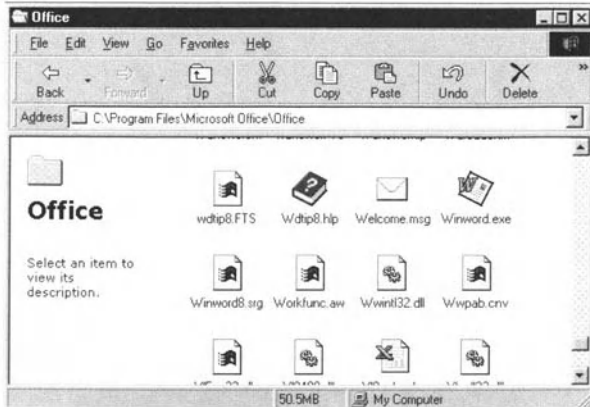 Office
File Edit View Go Favorites Help
Back Forward Up Cut Copy Paste Undo Delete »
Address C:\Program Files\Microsoft Office\Office
Office
Select an item to
view its
description.
wdtip8.FTS Wdtip8.hlp Welcome.msg Winword.exe
Winword8.srg Workfunc.aw Wwintl32.dll Wwpab.cnv
50.5MB My Computer